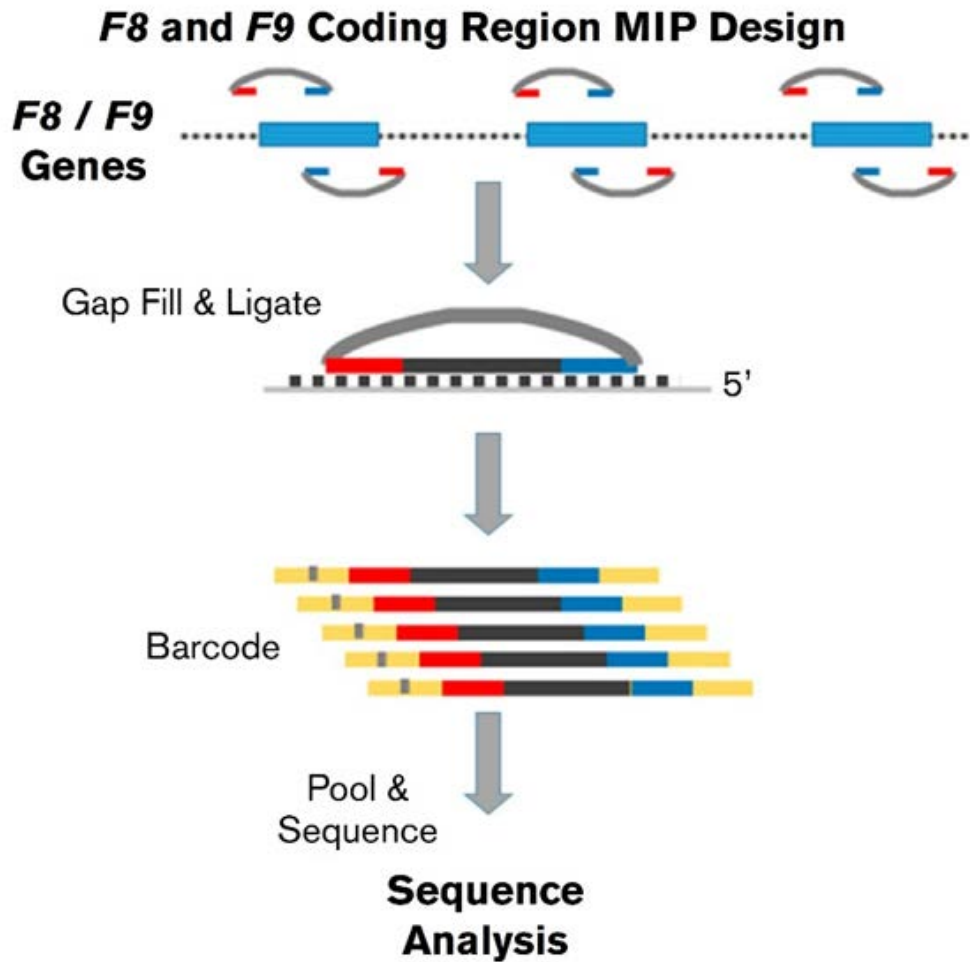 F8 and F9 Coding Region MIP Design
F8 / F9
Genes
Gap Fill & Ligate
5’
Barcode
Pool &
Sequence
Sequence
Analysis